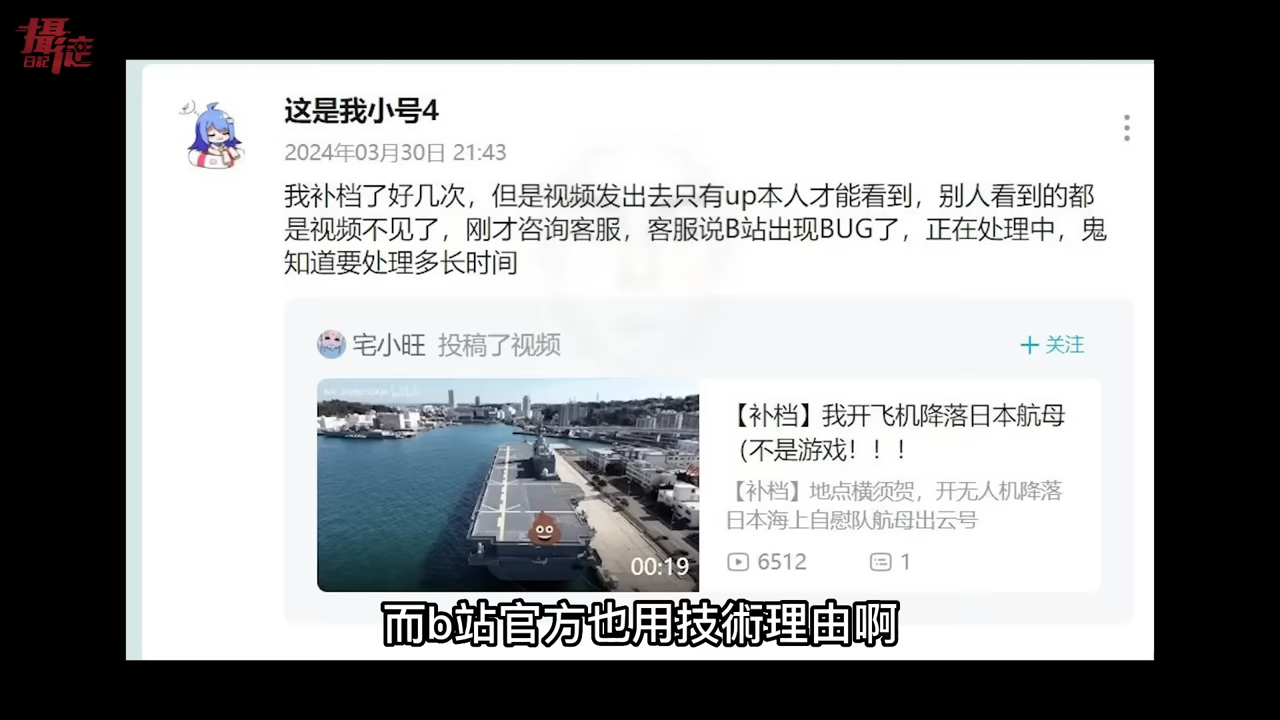 攝徒
日記
这是我小号4
2024年03月30日 21:43
我补档了好几次，但是视频发出去只有up本人才能看到，别人看到的都
是视频不见了，刚才咨询客服，客服说B站出现BUG了，正在处理中，鬼
知道要处理多长时间
宅小旺 投稿了视频
+ 关注
【补档】我开飞机降落日本航母
（不是游戏！！！
【补档】地点横须贺，开无人机降落
日本海上自慰队航母出云号
6512 1
00:19
而b站官方也用技術理由啊